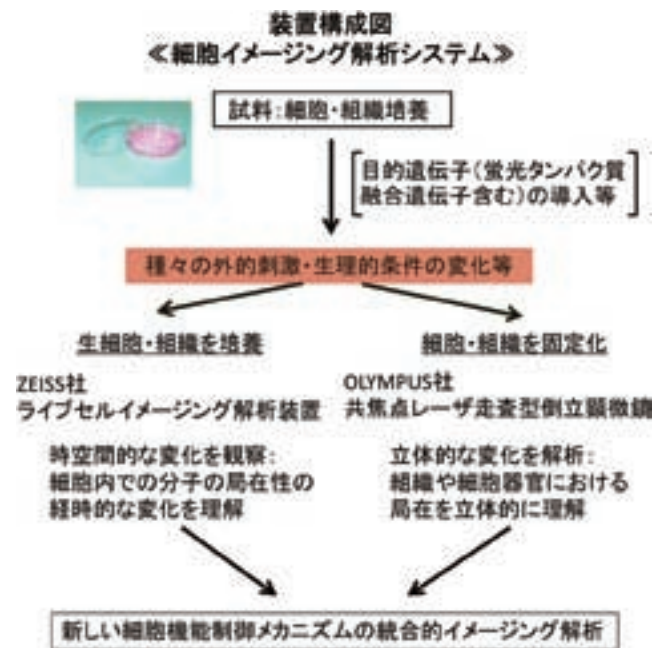 装置構成図
≪細胞イメージング解析システム≫
試料:細胞・組織培養
目的遺伝子(蛍光タンパク質
融合遺伝子含む)の導入等
種々の外的刺激・生理的条件の変化等
生細胞・組織を培養
細胞・組織を固定化
ZEISS社
ライブセルイメージング解析装置
OLYMPUS社
共焦点レーザ走査型倒立顕微鏡
時空間的な変化を観察:
細胞内での分子の局在性の
経時的な変化を理解
立体的な変化を解析:
組織や細胞器官における
局在を立体的に理解
新しい細胞機能制御メカニズムの統合的イメージング解析